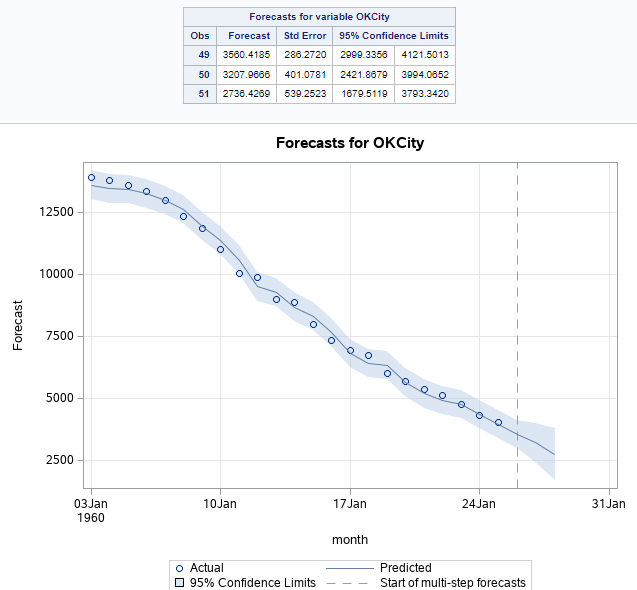 Forecasts for variable OKCity
Obs Forecast Std Error 95% Confidence Limits
49 3560.4185 286.2720 2999.3356 4121.5013
50 3207.9666 401.0781 2421.8679 3994.0652
51 2736.4269 539.2523 1679.5119 3793.3420
Forecasts for OKCity
12500
10000
7500
5000
2500
Forecast
03Jan 10Jan 17Jan 24Jan 31Jan
1960
month
Actual Predicted
95% Confidence Limits Start of multi-step forecasts